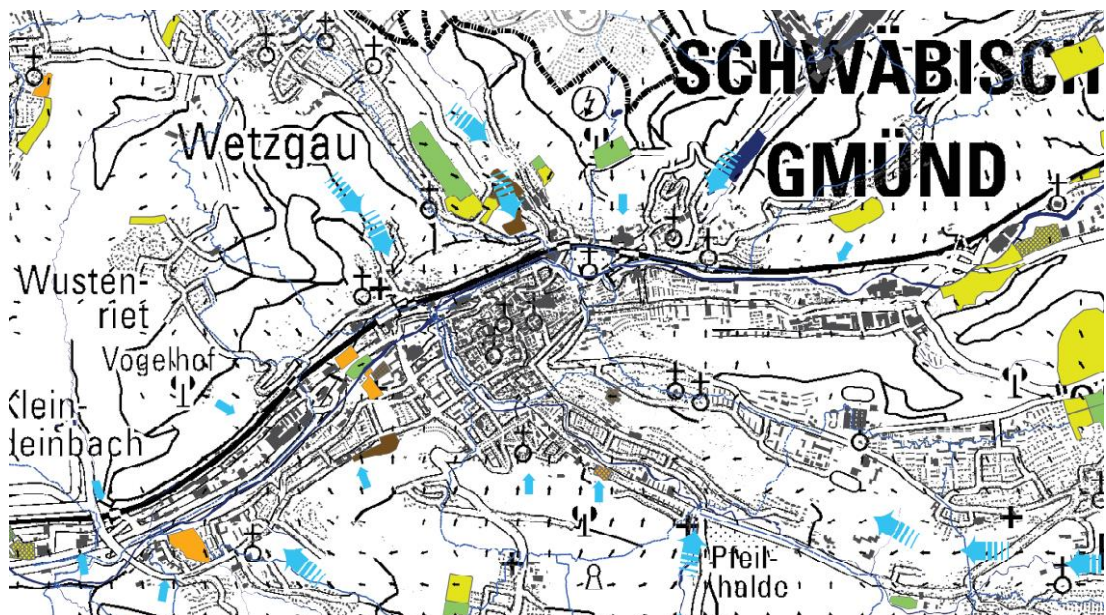 SCHWÄBISCH
GMÜND
Wetzgau
Wusten-
riet
Vogelhof
Klein-
deinbach
Pfeil-
halde